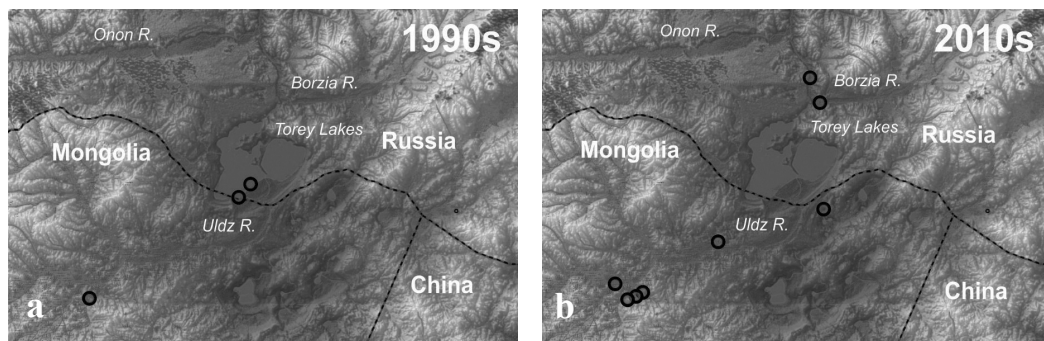 Onon R.
1990s
Borzia R.
Torey Lakes
Russia
Mongolia
Uldz R.
China
a
Onon R.
2010s
Borzia R.
Torey Lakes
Russia
Mongolia
Uldz R.
China
b